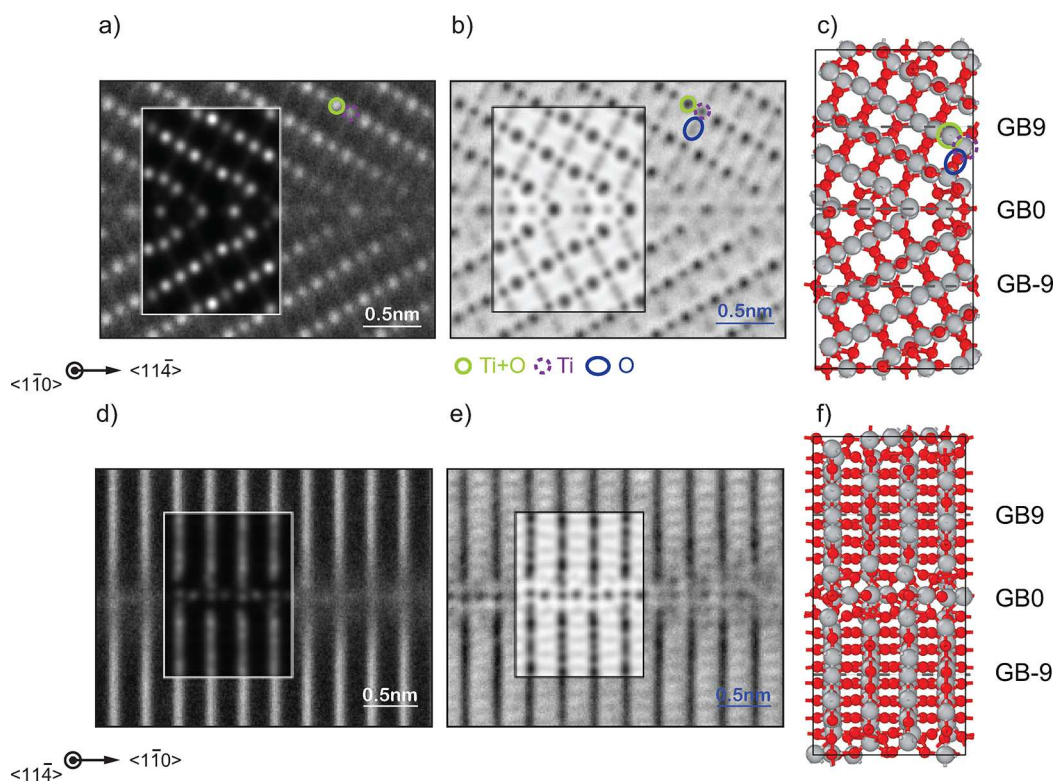 a)
b)
c)
0.5nm
0.5nm
GB9
GB0
GB-9
<11̄0>
<114̄>
Ti+O
Ti
O
d)
e)
f)
0.5nm
0.5nm
GB9
GB0
GB-9
<114̄>
<11̄0>